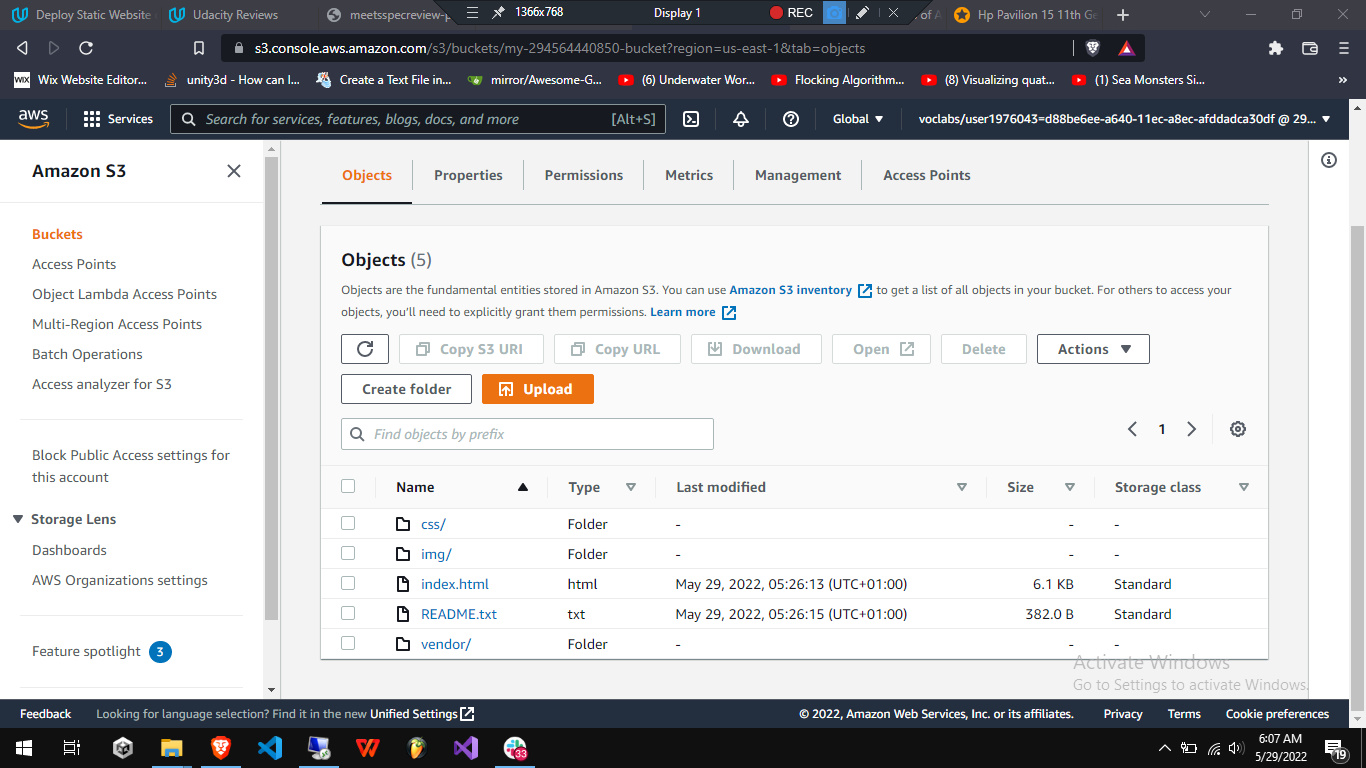 Deploy Static Website
Udacity Reviews
meetsspecreview-p
1366x768
Display 1
REC
of A
Hp Pavilion 15 11th Ge
s3.console.aws.amazon.com/s3/buckets/my-294564440850-bucket?region=us-east-1&tab=objects
WIX Wix Website Editor...
unity3d - How can I...
Create a Text File in...
mirror/Awesome-G...
(6) Underwater Wor...
Flocking Algorithm...
(8) Visualizing quat...
(1) Sea Monsters Si...
»
aws
Services
Search for services, features, blogs, docs, and more
[Alt+S]
Global
voclabs/user1976043=d88be6ee-a640-11ec-a8ec-afddadca30df @ 29...
Amazon S3
Buckets
Access Points
Object Lambda Access Points
Multi-Region Access Points
Batch Operations
Access analyzer for S3
Block Public Access settings for
this account
Storage Lens
Dashboards
AWS Organizations settings
Feature spotlight 3
Objects
Properties
Permissions
Metrics
Management
Access Points
Objects (5)
Objects are the fundamental entities stored in Amazon S3. You can use Amazon S3 inventory to get a list of all objects in your bucket. For others to access your
objects, you'll need to explicitly grant them permissions. Learn more
Copy S3 URI
Copy URL
Download
Open
Delete
Actions
Create folder
Upload
Find objects by prefix
1
Name Type Last modified Size Storage class
css/ Folder - - -
img/ Folder - - -
index.html html May 29, 2022, 05:26:13 (UTC+01:00) 6.1 KB Standard
README.txt txt May 29, 2022, 05:26:15 (UTC+01:00) 382.0 B Standard
vendor/ Folder - - -
Activate Windows
Go to Settings to activate Windows.
Feedback
Looking for language selection? Find it in the new Unified Settings
© 2022, Amazon Web Services, Inc. or its affiliates.
Privacy
Terms
Cookie preferences
33
6:07 AM
5/29/2022
19